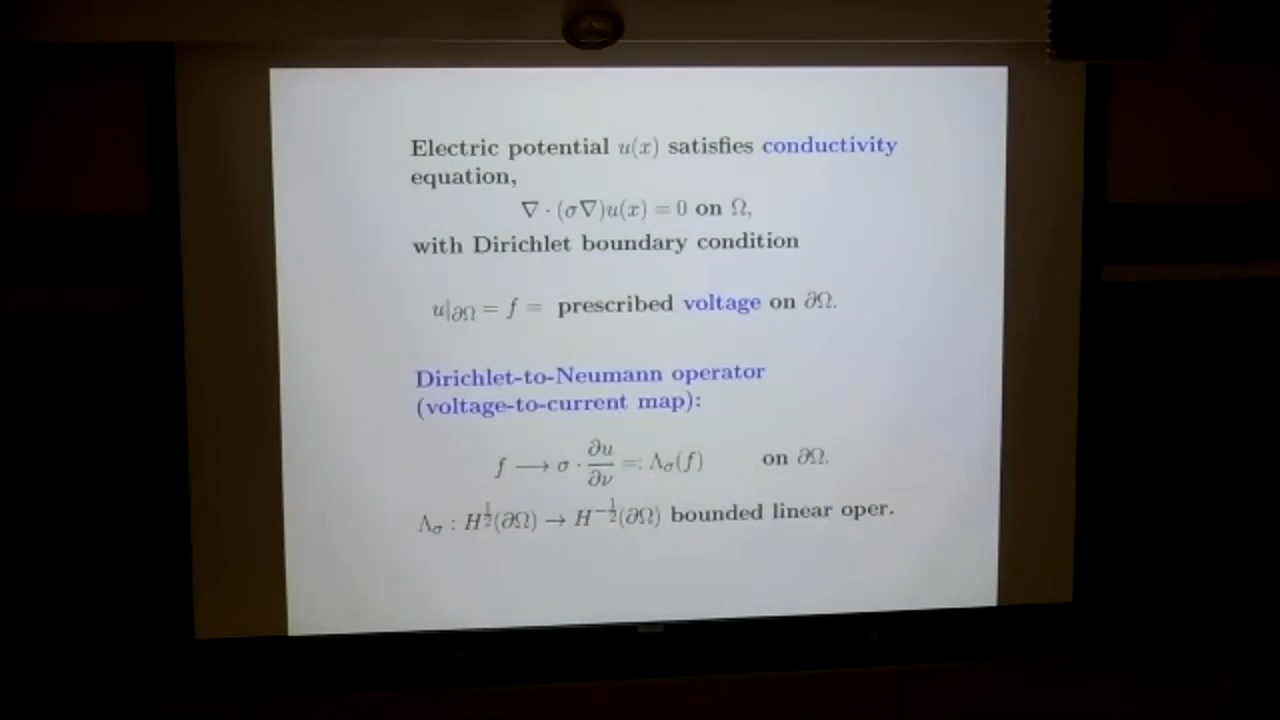 Electric potential u(x) satisfies conductivity
equation,
∇ · (σ∇)u(x) = 0 on Ω,
with Dirichlet boundary condition
u|∂Ω = f = prescribed voltage on ∂Ω.
Dirichlet-to-Neumann operator
(voltage-to-current map):
f ⟶ σ · ∂u/∂ν =: Λσ(f) on ∂Ω.
Λσ : H^{1/2}(∂Ω) → H^{-1/2}(∂Ω) bounded linear oper.